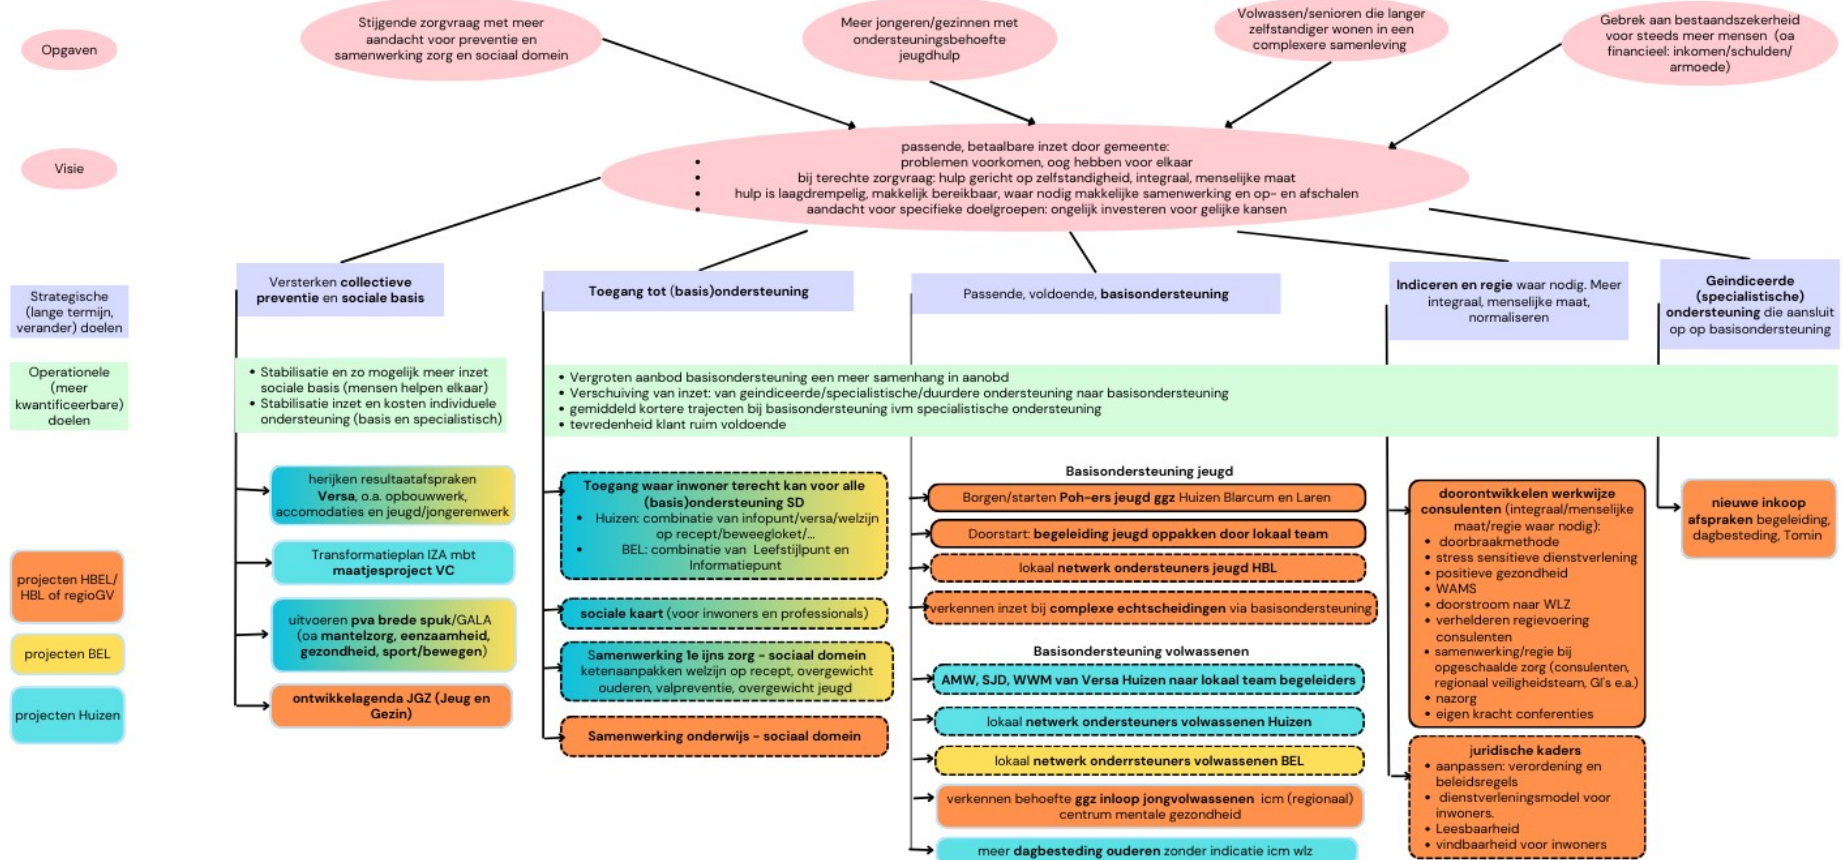 Opgaven
Stijgende zorgvraag met meer
aandacht voor preventie en
samenwerking zorg en sociaal domein
Meer jongeren/gezinnen met
ondersteuningsbehoefte
jeugdhulp
Volwassen/senioren die langer
zelfstandiger wonen in een
complexere samenleving
Gebrek aan bestaandszekerheid
voor steeds meer mensen (oa
financieel: inkomen/schulden/
armoede)
Visie
passende, betaalbare inzet door gemeente:
• problemen voorkomen, oog hebben voor elkaar
• bij terechte zorgvraag: hulp gericht op zelfstandigheid, integraal, menselijke maat
• hulp is laagdrempelig, makkelijk bereikbaar, waar nodig makkelijke samenwerking en op- en afschalen
• aandacht voor specifieke doelgroepen: ongelijk investeren voor gelijke kansen
Strategische
(lange termijn,
verander) doelen
Versterken collectieve
preventie en sociale basis
Toegang tot (basis)ondersteuning
Passende, voldoende, basisondersteuning
Indiceren en regie waar nodig. Meer
integraal, menselijke maat,
normaliseren
Geindiceerde
(specialistische)
ondersteuning die aansluit
op op basisondersteuning
Operationele
(meer
kwantificeerbare)
doelen
• Stabilisatie en zo mogelijk meer inzet
sociale basis (mensen helpen elkaar)
• Stabilisatie inzet en kosten individuele
ondersteuning (basis en specialistisch)
• Vergroten aanbod basisondersteuning een meer samenhang in aanobd
• Verschuiving van inzet: van geindiceerde/specialistische/duurdere ondersteuning naar basisondersteuning
• gemiddeld kortere trajecten bij basisondersteuning ivm specialistische ondersteuning
• tevredenheid klant ruim voldoende
projecten HBEL/
HBL of regioGV
projecten BEL
projecten Huizen
herijken resultaatafspraken
Versa, o.a. opbouwwerk,
accomodaties en jeugd/jongerenwerk
Transformatieplan IZA mbt
maatjesproject VC
uitvoeren pva brede spuk/GALA
(oa mantelzorg, eenzaamheid,
gezondheid, sport/bewegen)
ontwikkelagenda JGZ (Jeug en
Gezin)
Toegang waar inwoner terecht kan voor alle
(basis)ondersteuning SD
• Huizen: combinatie van infopunt/versa/welzijn
op recept/beweegloket/...
• BEL: combinatie van Leefstijlpunt en
Informatiepunt
sociale kaart (voor inwoners en professionals)
Samenwerking 1e ijns zorg - sociaal domein
ketenaanpakken welzijn op recept, overgewicht
ouderen, valpreventie, overgewicht jeugd
Samenwerking onderwijs - sociaal domein
Basisondersteuning jeugd
Borgen/starten Poh-ers jeugd ggz Huizen Blarcum en Laren
Doorstart: begeleiding jeugd oppakken door lokaal team
lokaal netwerk ondersteuners jeugd HBL
verkennen inzet bij complexe echtscheidingen via basisondersteuning
Basisondersteuning volwassenen
AMW, SJD, WWM van Versa Huizen naar lokaal team begeleiders
lokaal netwerk ondersteuners volwassenen Huizen
lokaal netwerk onderrsteuners volwassenen BEL
verkennen behoefte ggz inloop jongvolwassenen icm (regionaal)
centrum mentale gezondheid
meer dagbesteding ouderen zonder indicatie icm wlz
doorontwikkelen werkwijze
consulenten (integraal/menselijke
maat/regie waar nodig):
• doorbraakmethode
• stress sensitieve dienstverlening
• positieve gezondheid
• WAMS
• doorstroom naar WLZ
• verhelderen regievoering
consulenten
• samenwerking/regie bij
opgeschaalde zorg (consulenten,
regionaal veiligheidsteam, GI's e.a.)
• nazorg
• eigen kracht conferenties
juridische kaders
• aanpassen: verordening en
beleidsregels
• dienstverleningsmodel voor
inwoners.
• Leesbaarheid
• vindbaarheid voor inwoners
nieuwe inkoop
afspraken begeleiding,
dagbesteding, Tomin